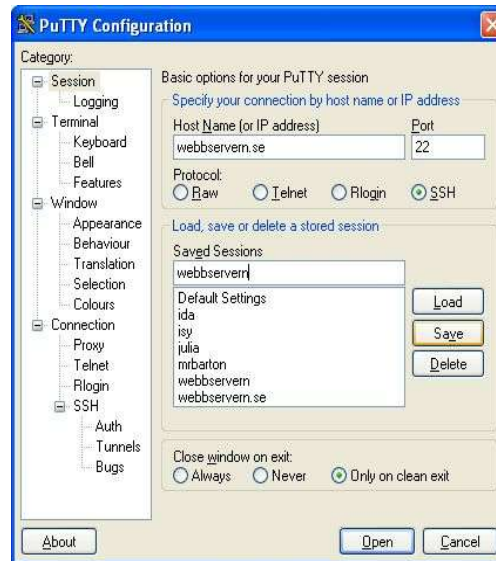 PuTTY Configuration
Category:
Session
Logging
Terminal
Keyboard
Bell
Features
Window
Appearance
Behaviour
Translation
Selection
Colours
Connection
Proxy
Telnet
Rlogin
SSH
Auth
Tunnels
Bugs
Basic options for your PuTTY session
Specify your connection by host name or IP address
Host Name (or IP address)
Port
webbservern.se
22
Protocol:
Raw
Telnet
Rlogin
SSH
Load, save or delete a stored session
Saved Sessions
webbservern
Default Settings
ida
isy
julia
mrbarton
webbservern
webbservern.se
Load
Save
Delete
Close window on exit:
Always
Never
Only on clean exit
About
Open
Cancel